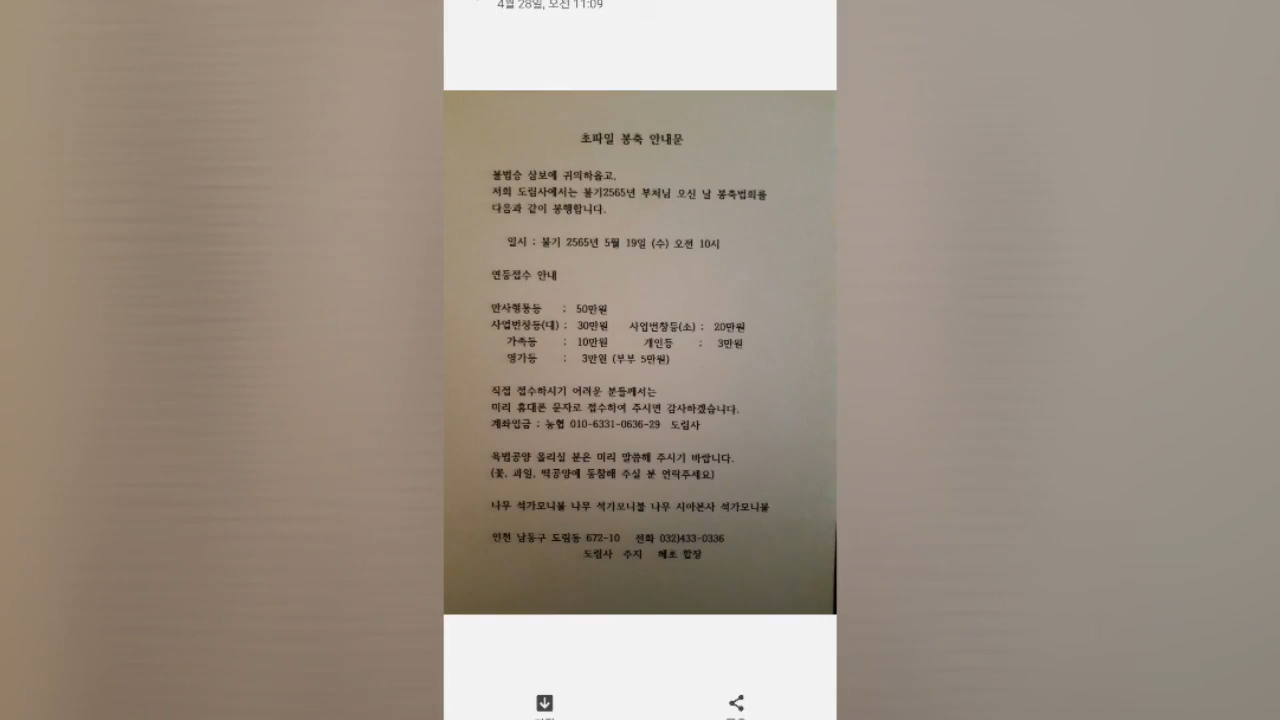 4월 28일, 오전 11:09
초파일 봉축 안내문
불법승 삼보에 귀의하옵고,
저희 도림사에서는 불기2565년 부처님 오신 날 봉축법회를
다음과 같이 봉행합니다.
일시 : 불기 2565년 5월 19일 (수) 오전 10시
연등접수 안내
만사형통등 : 50만원
사업번창등(대) : 30만원 사업번창등(소) : 20만원
가족등 : 10만원 개인등 : 3만원
영가등 : 3만원 (부부 5만원)
직접 접수하시기 어려운 분들께서는
미리 휴대폰 문자로 접수하여 주시면 감사하겠습니다.
계좌입금 : 농협 010-6331-0636-29 도림사
육법공양 올리실 분은 미리 말씀해 주시기 바랍니다.
(꽃, 과일, 떡공양에 동참해 주실 분 연락주세요)
나무 석가모니불 나무 석가모니불 나무 시아본사 석가모니불
인천 남동구 도림동 672-10 전화 032)433-0336
도림사 주지 혜초 합장